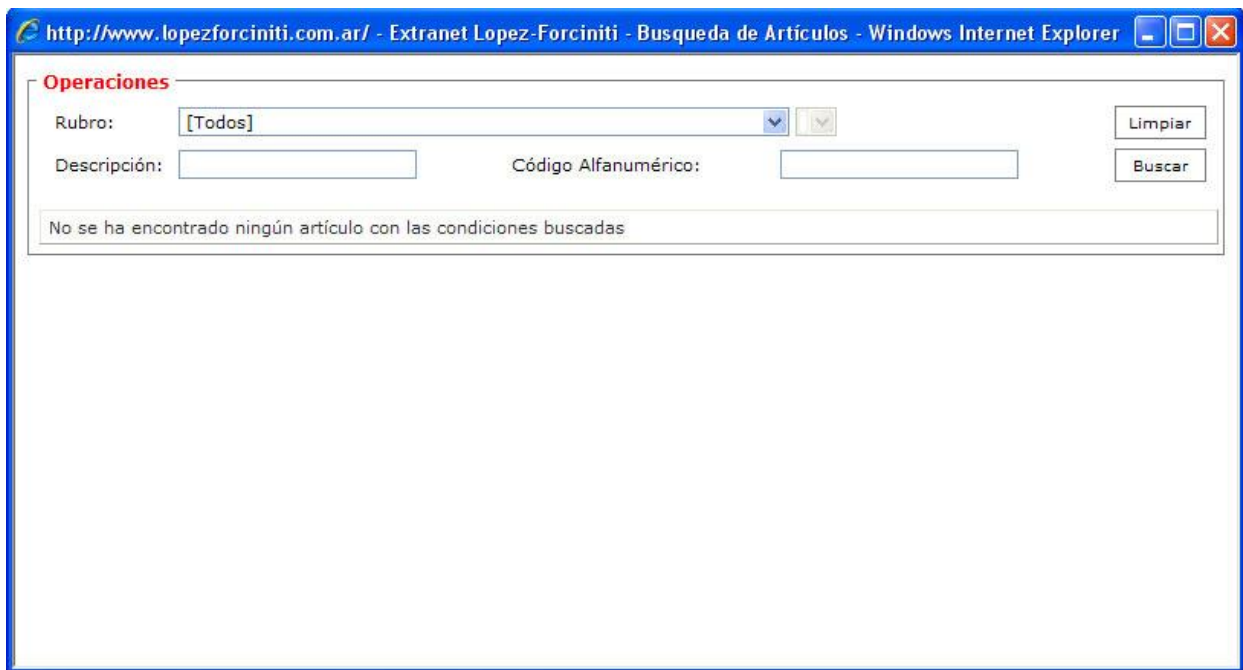 http://www.lopezforciniti.com.ar/ - Extranet Lopez-Forciniti - Busqueda de Artículos - Windows Internet Explorer
Operaciones
Rubro: [Todos] Limpiar
Descripción: Código Alfanumérico: Buscar
No se ha encontrado ningún artículo con las condiciones buscadas